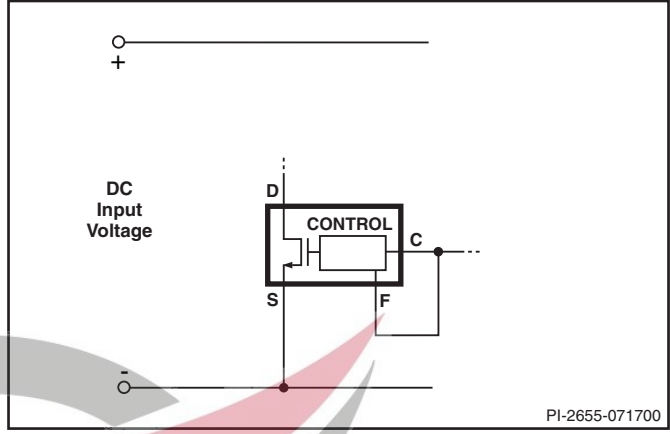 +
D
DC
Input
Voltage
CONTROL
C
S
F
-
PI-2655-071700